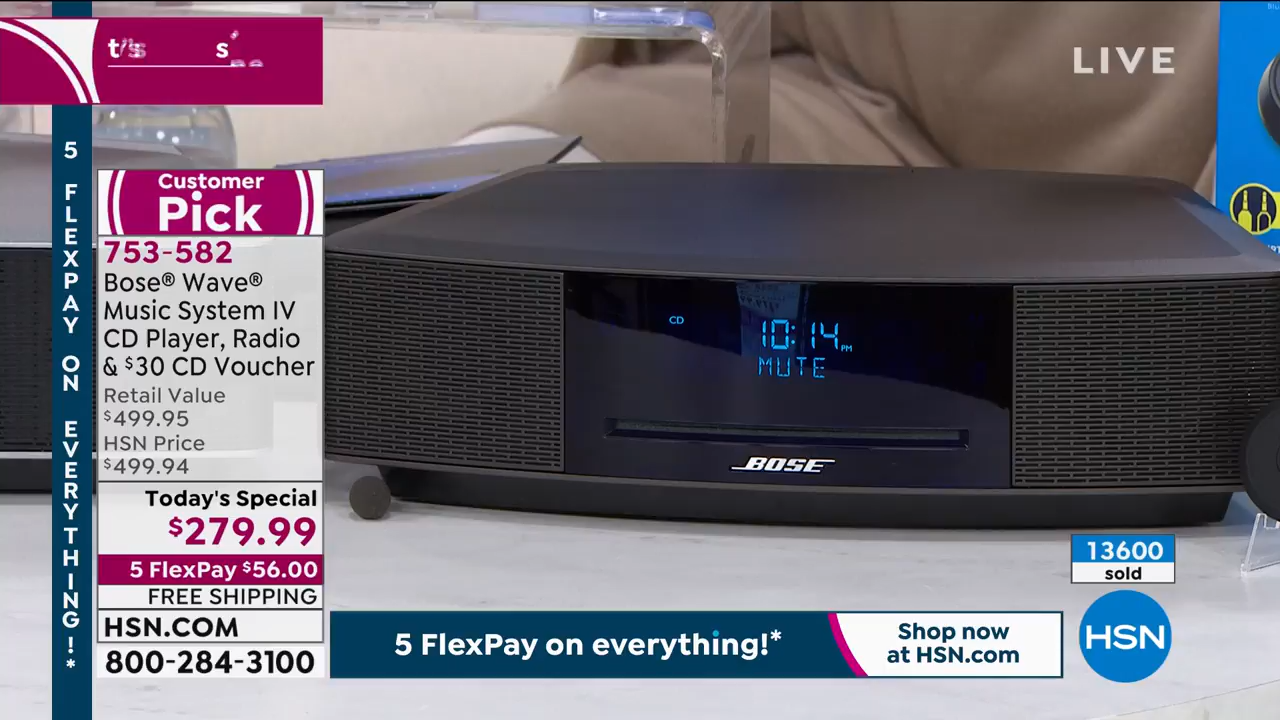 LIVE
5 FLEXPAY ON EVERYTHING!*
Customer
Pick
753-582
Bose® Wave®
Music System IV
CD Player, Radio
& $30 CD Voucher
Retail Value
$499.95
HSN Price
$499.94
Today's Special
$279.99
5 FlexPay $56.00
FREE SHIPPING
HSN.COM
800-284-3100
CD
10:14 PM
MUTE
BOSE
13600
sold
5 FlexPay on everything!*
Shop now
at HSN.com
HSN